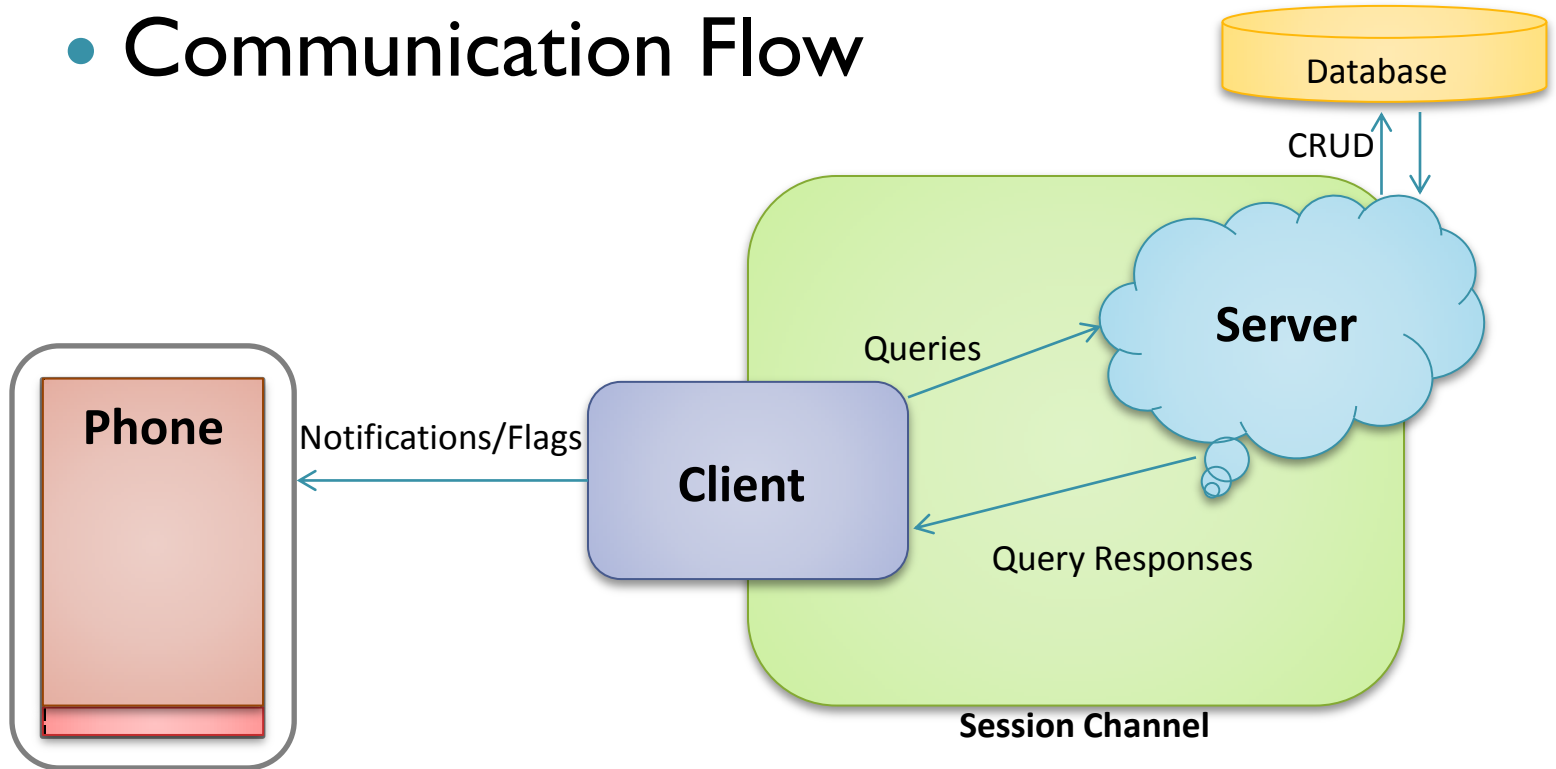 • Communication Flow
Database
CRUD
Server
Queries
Phone
Notifications/Flags
Client
Query Responses
Session Channel